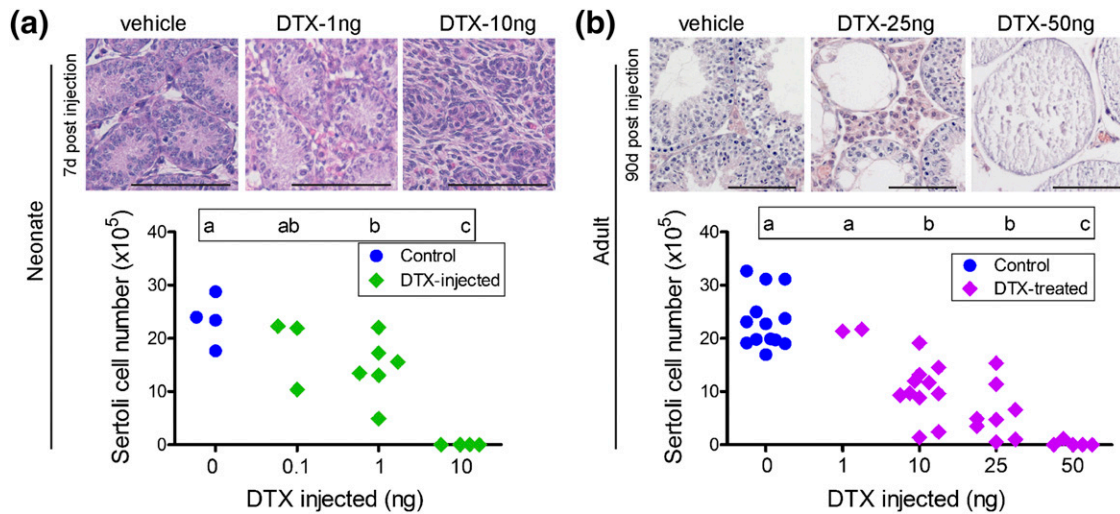 (a)
vehicle
DTX-1ng
DTX-10ng
7d post injection
Neonate
a ab b c
Control
DTX-injected
Sertoli cell number (x10⁵)
40
30
20
10
0
0 0.1 1 10
DTX injected (ng)
(b)
vehicle
DTX-25ng
DTX-50ng
90d post injection
Adult
a a b b c
Control
DTX-treated
Sertoli cell number (x10⁵)
40
30
20
10
0
0 1 10 25 50
DTX injected (ng)